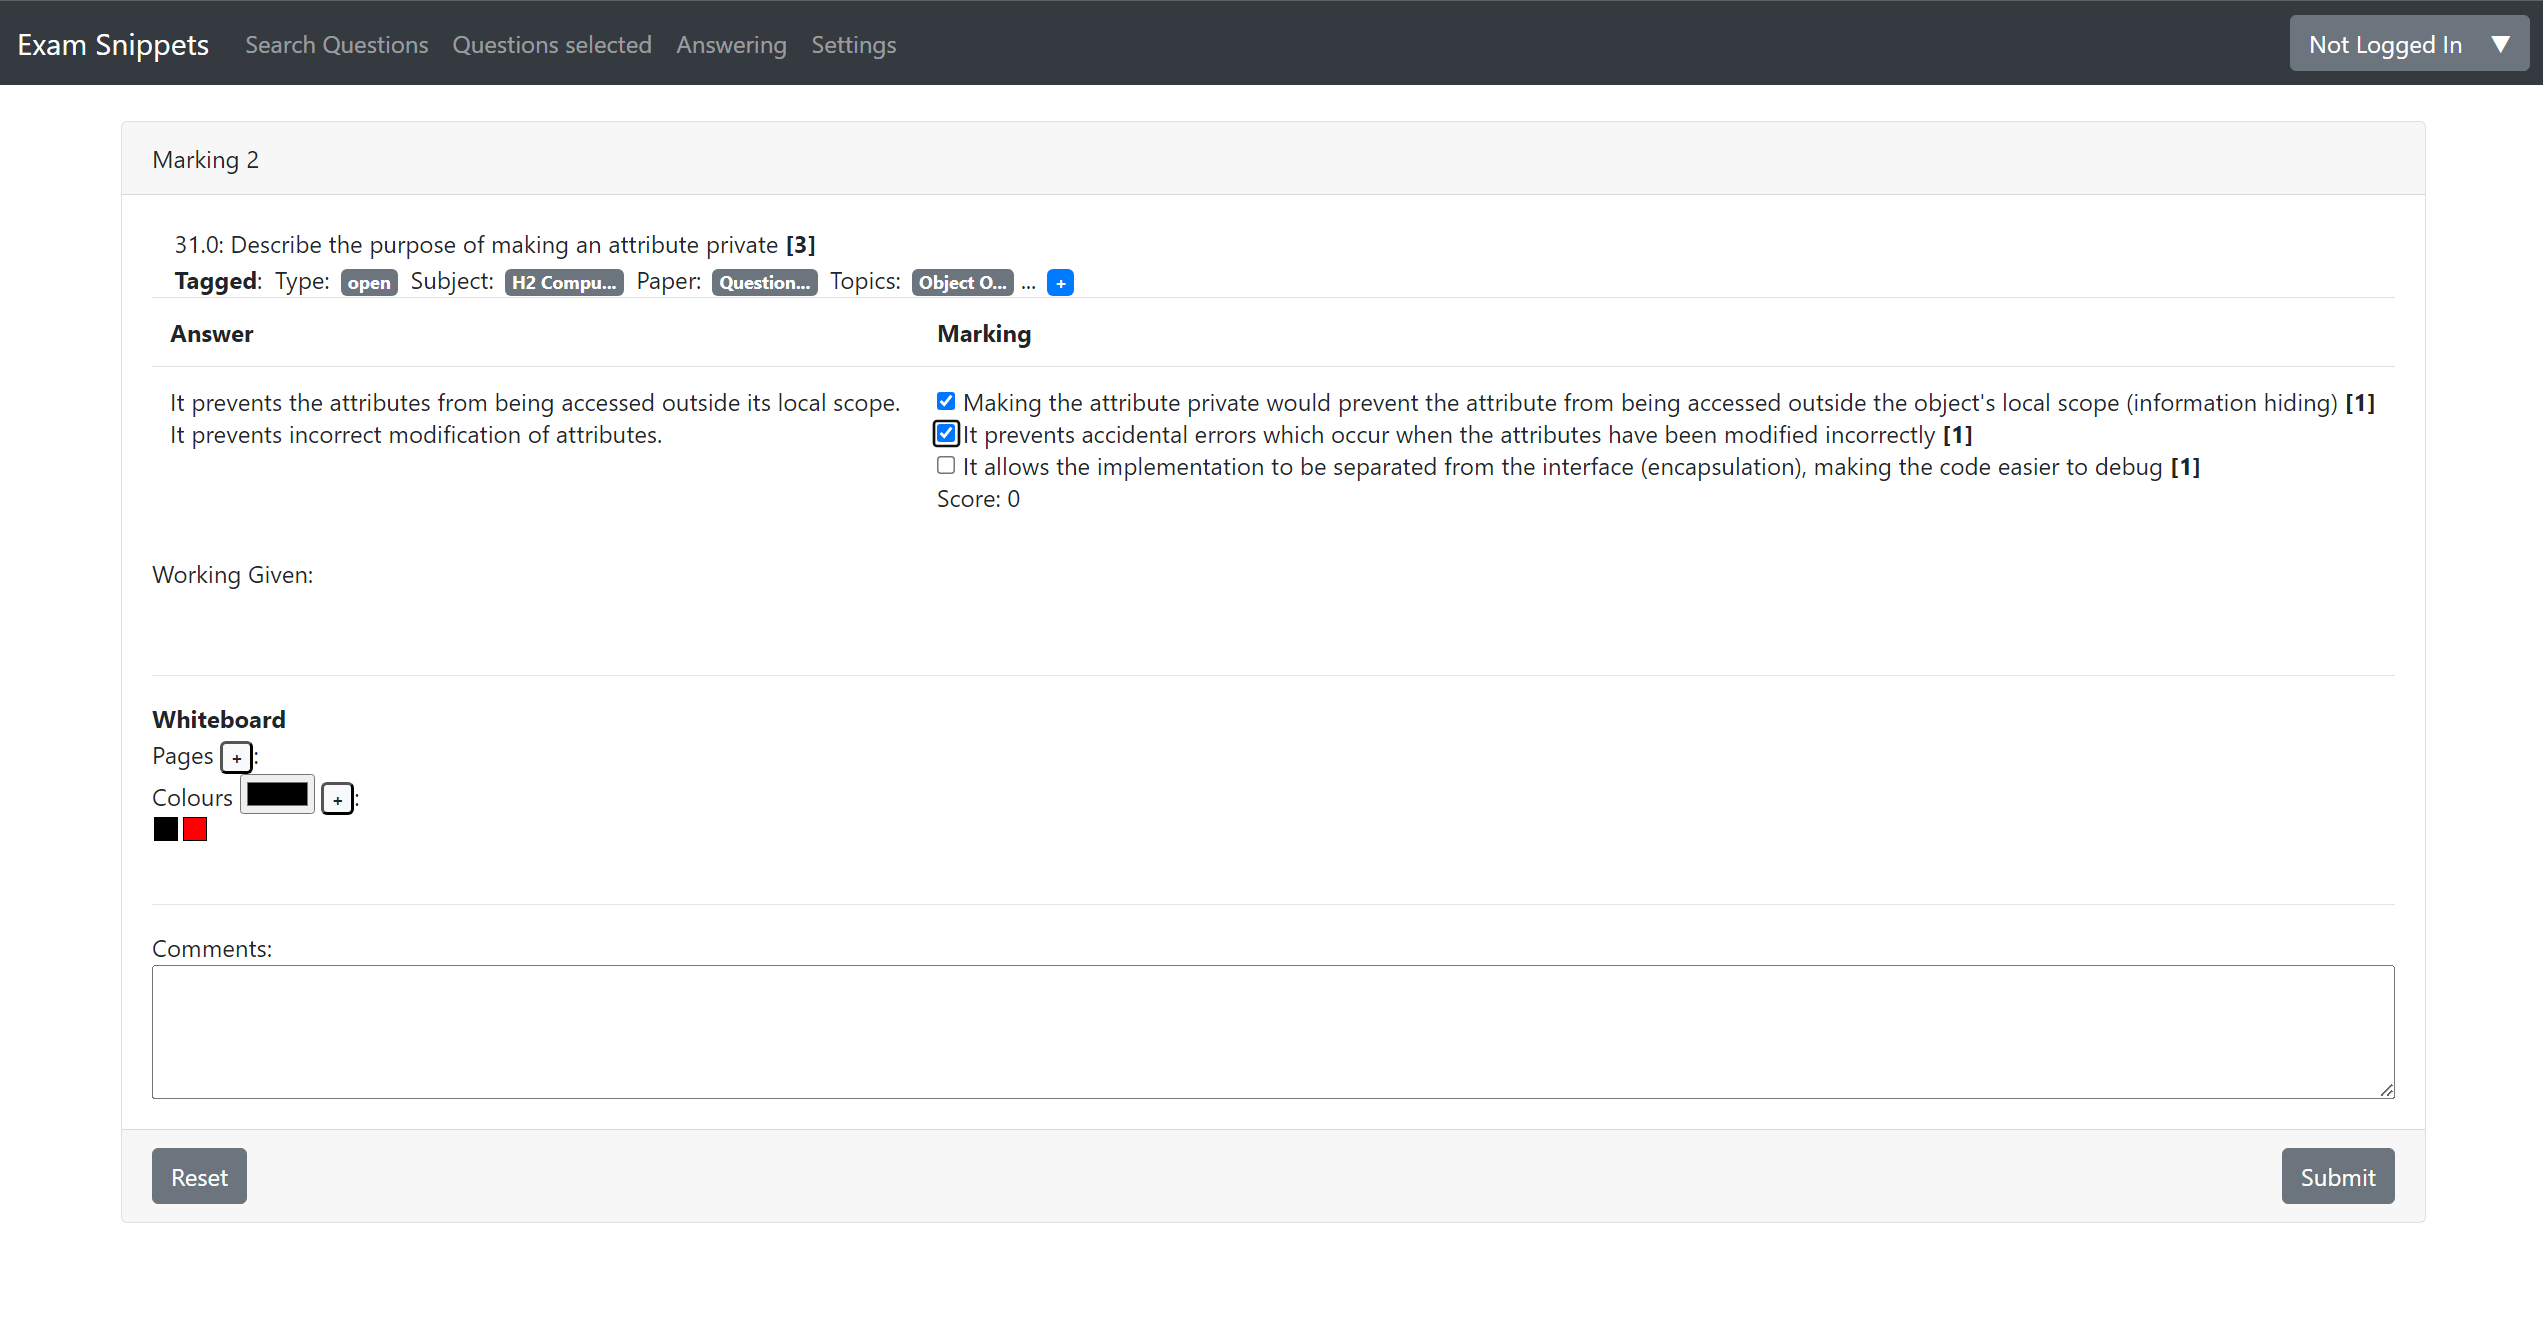 Exam Snippets Search Questions Questions selected Answering Settings Not Logged In ▼
Marking 2
31.0: Describe the purpose of making an attribute private [3]
Tagged: Type: open Subject: H2 Compu... Paper: Question... Topics: Object O... ... +
Answer Marking
It prevents the attributes from being accessed outside its local scope.
It prevents incorrect modification of attributes.
Making the attribute private would prevent the attribute from being accessed outside the object's local scope (information hiding) [1]
It prevents accidental errors which occur when the attributes have been modified incorrectly [1]
It allows the implementation to be separated from the interface (encapsulation), making the code easier to debug [1]
Score: 0
Working Given:
Whiteboard
Pages + :
Colours + :
Comments:
Reset Submit